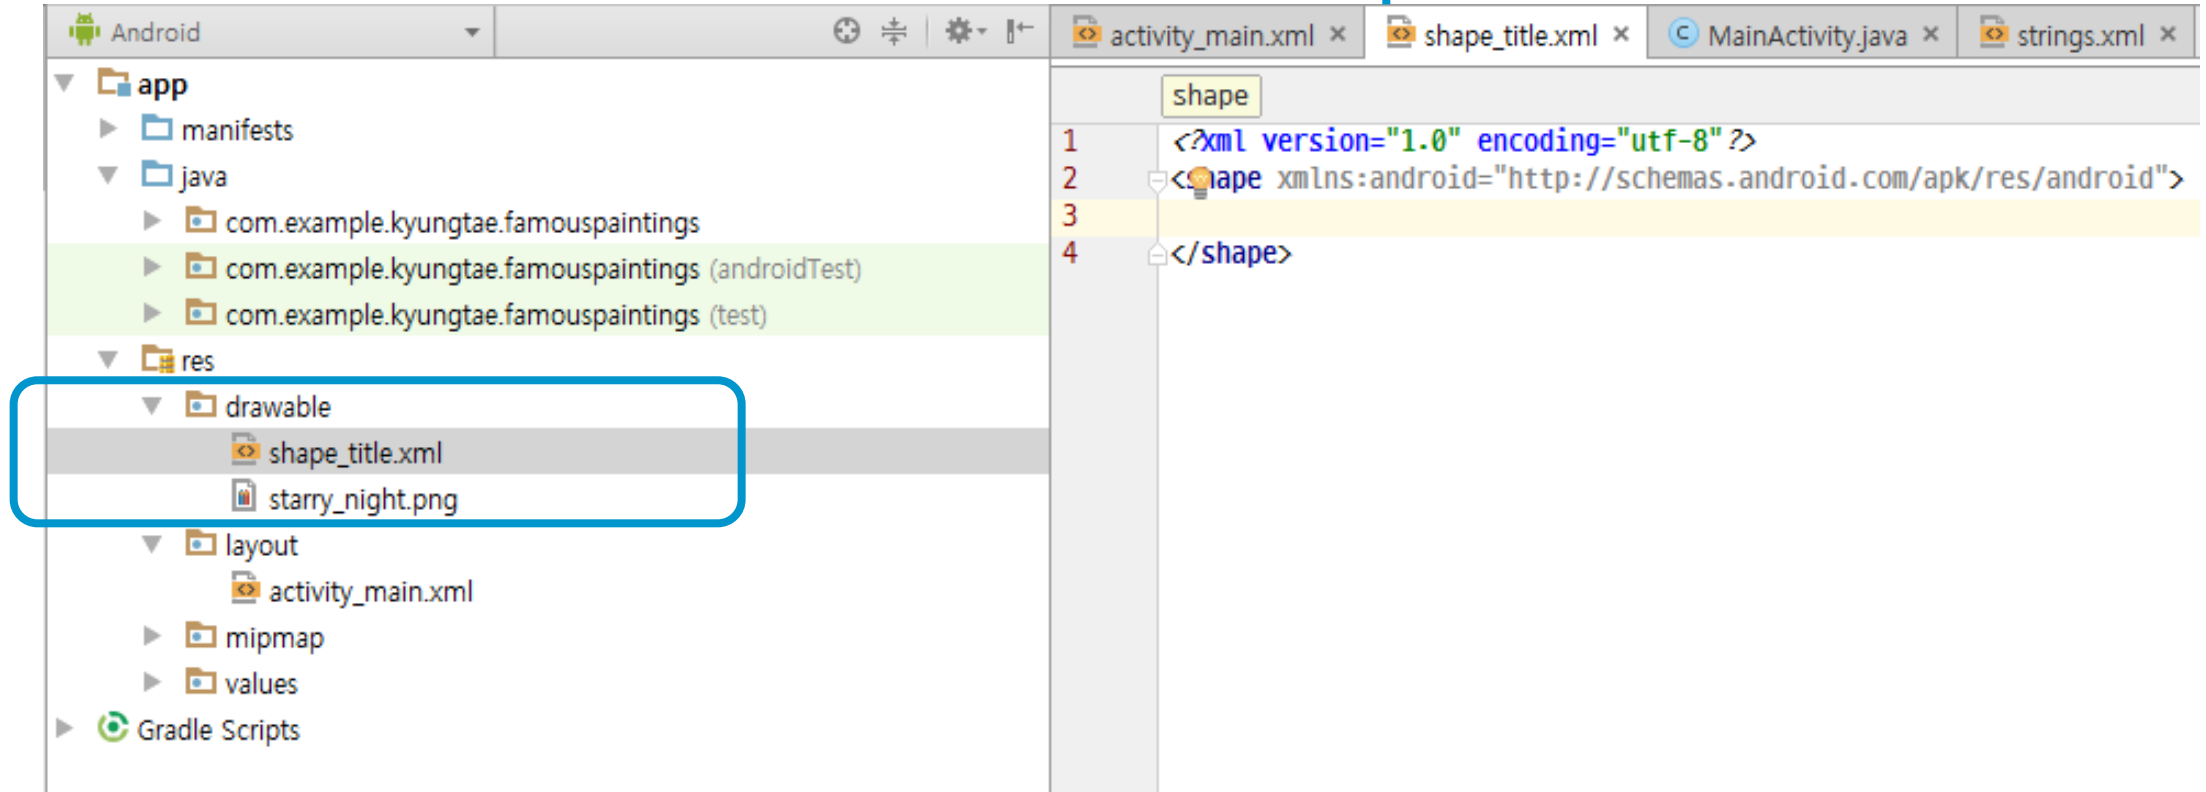 Android
activity_main.xml × shape_title.xml × MainActivity.java × strings.xml ×
app
manifests
java
com.example.kyungtae.famouspaintings
com.example.kyungtae.famouspaintings (androidTest)
com.example.kyungtae.famouspaintings (test)
res
drawable
shape_title.xml
starry_night.png
layout
activity_main.xml
mipmap
values
Gradle Scripts
shape
1 <?xml version="1.0" encoding="utf-8"?>
2 <shape xmlns:android="http://schemas.android.com/apk/res/android">
3
4 </shape>